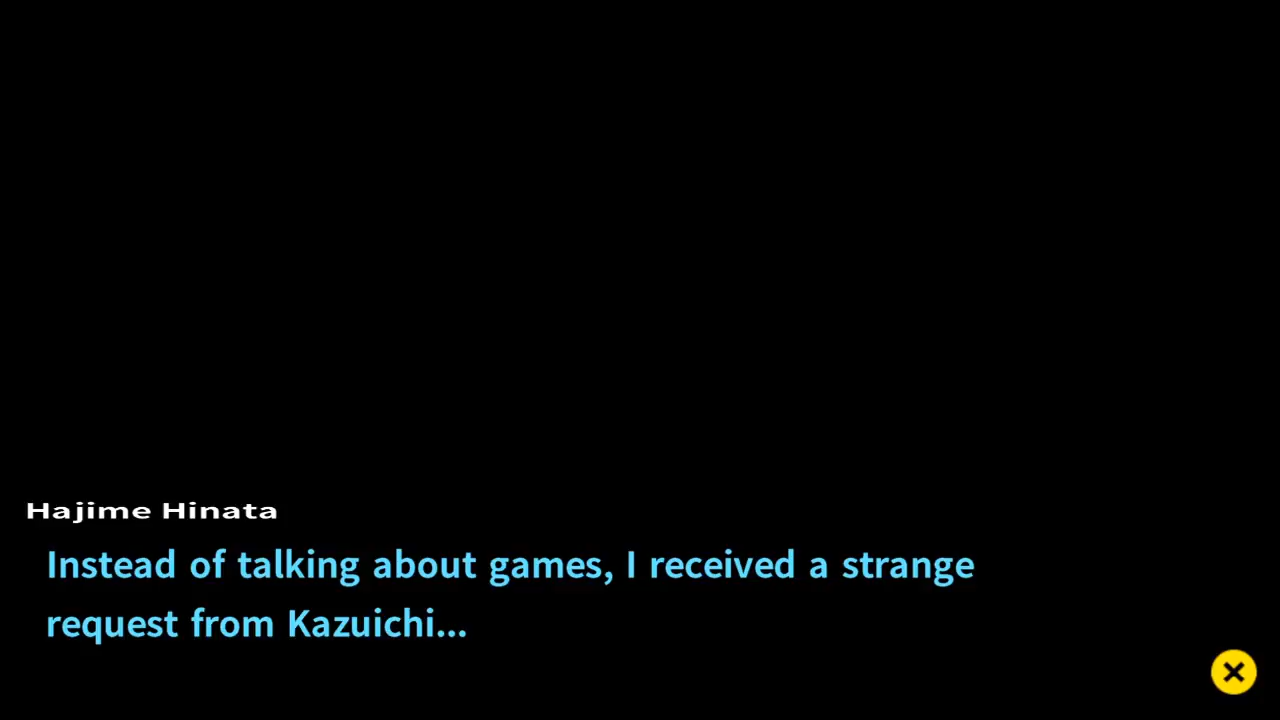 Hajime Hinata
Instead of talking about games, I received a strange
request from Kazuichi...